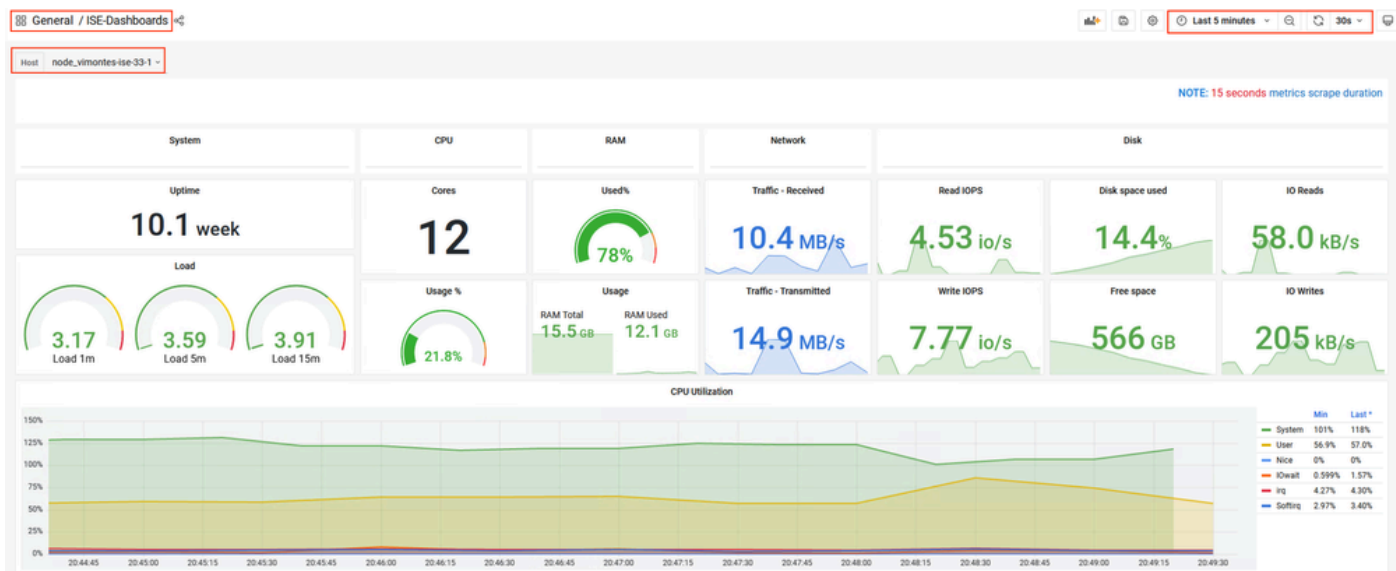 General / ISE-Dashboards
Last 5 minutes
30s
Host node_vimontes-ise-33-1
NOTE: 15 seconds metrics scrape duration
System CPU RAM Network Disk
Uptime Cores Used% Traffic - Received Read IOPS Disk space used IO Reads
10.1 week 12 78% 10.4 MB/s 4.53 io/s 14.4% 58.0 kB/s
Load Usage % Usage Traffic - Transmitted Write IOPS Free space IO Writes
RAM Total RAM Used
15.5 GB 12.1 GB
3.17 3.59 3.91 21.8% 14.9 MB/s 7.77 io/s 566 GB 205 kB/s
Load 1m Load 5m Load 15m
CPU Utilization
Min Last *
150%
125%
100%
75%
50%
25%
0%
System 101% 118%
User 56.9% 57.0%
Nice 0% 0%
IOwait 0.599% 1.57%
irq 4.27% 4.30%
Softirq 2.97% 3.40%
20:44:45 20:45:00 20:45:15 20:45:30 20:45:45 20:46:00 20:46:15 20:46:30 20:46:45 20:47:00 20:47:15 20:47:30 20:47:45 20:48:00 20:48:15 20:48:30 20:48:45 20:49:00 20:49:15 20:49:30